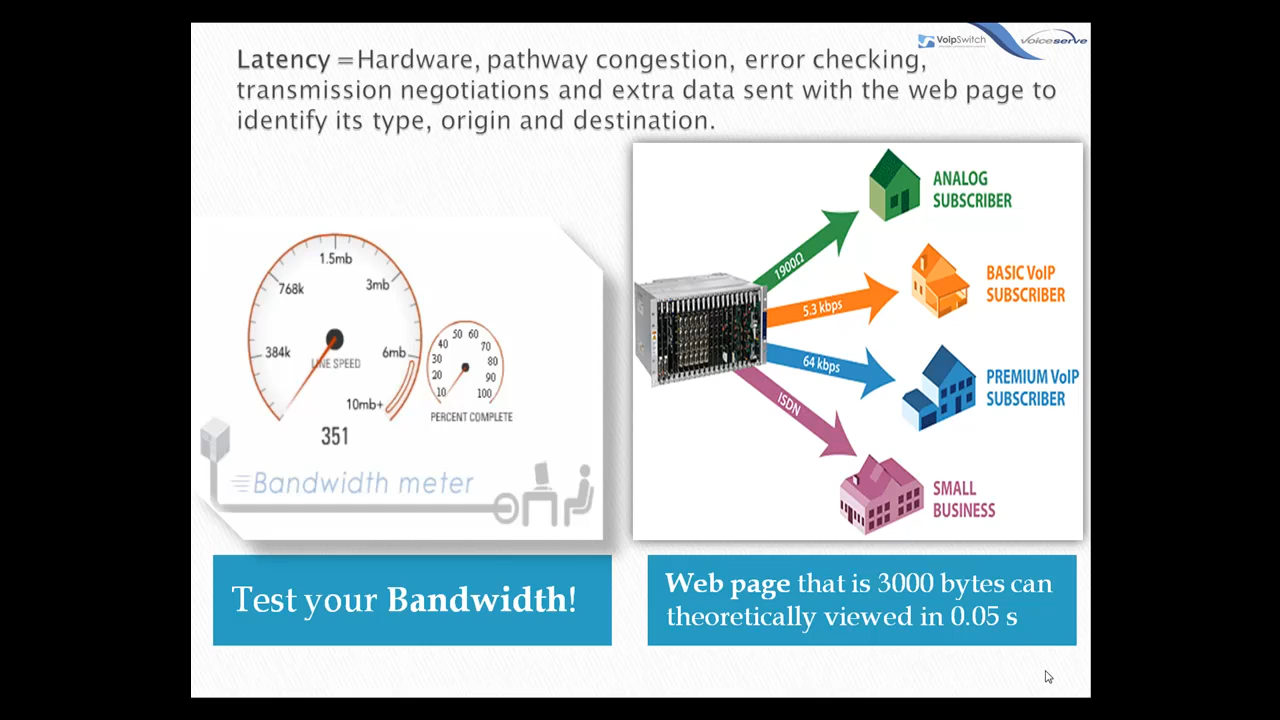 VoipSwitch
voiceserve
Latency =Hardware, pathway congestion, error checking,
transmission negotiations and extra data sent with the web page to
identify its type, origin and destination.
1.5mb
768k
3mb
384k
6mb
LINE SPEED
10mb+
351
50 60
40
70
30
80
20
90
10
100
PERCENT COMPLETE
Bandwidth meter
ANALOG
SUBSCRIBER
1900Ω
BASIC VoIP
SUBSCRIBER
5.3 kbps
64 kbps
PREMIUM VoIP
SUBSCRIBER
ISDN
SMALL
BUSINESS
Test your Bandwidth!
Web page that is 3000 bytes can
theoretically viewed in 0.05 s